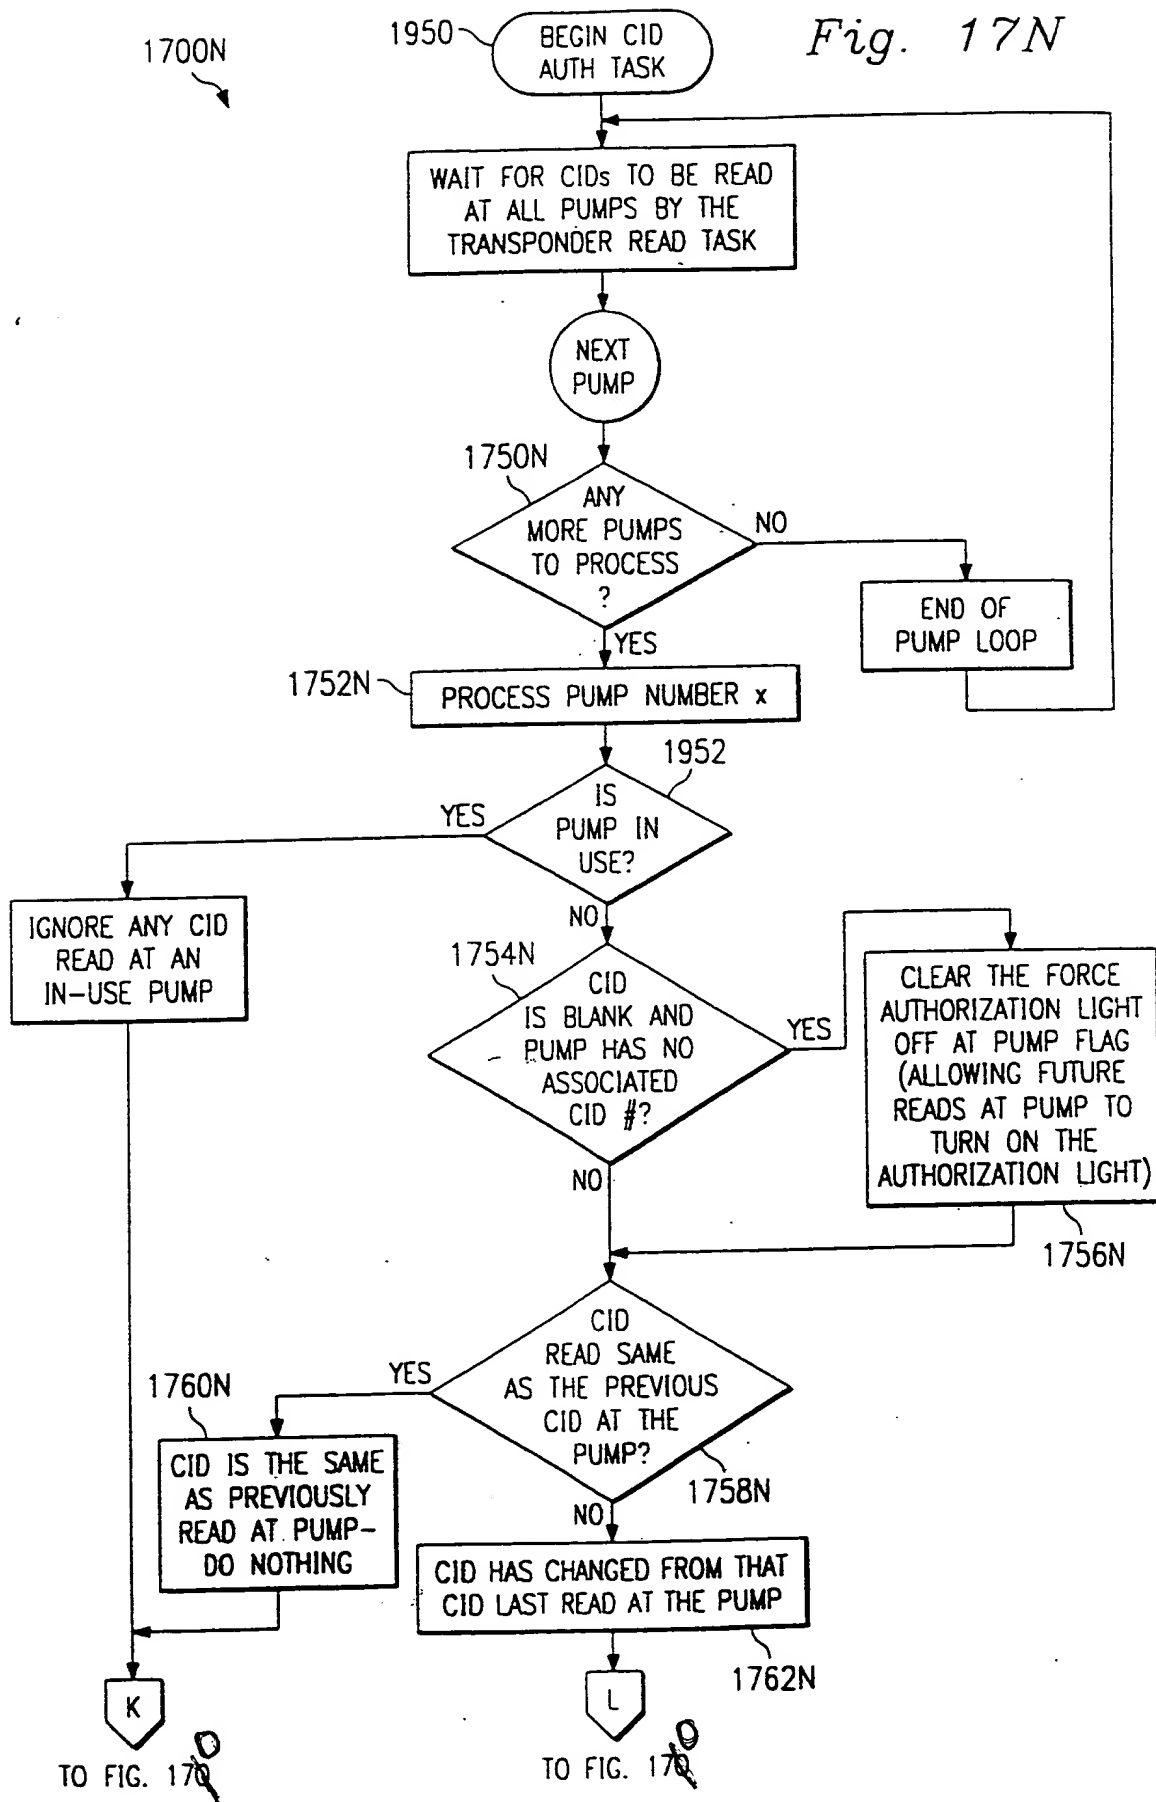 1700N
1950
BEGIN CID
AUTH TASK
Fig. 17N
WAIT FOR CIDs TO BE READ
AT ALL PUMPS BY THE
TRANSPONDER READ TASK
NEXT
PUMP
1750N
ANY
MORE PUMPS
TO PROCESS
?
NO
END OF
PUMP LOOP
YES
1752N
PROCESS PUMP NUMBER x
1952
IS
PUMP IN
USE?
YES
IGNORE ANY CID
READ AT AN
IN-USE PUMP
NO
1754N
CID
IS BLANK AND
PUMP HAS NO
ASSOCIATED
CID #?
YES
CLEAR THE FORCE
AUTHORIZATION LIGHT
OFF AT PUMP FLAG
(ALLOWING FUTURE
READS AT PUMP TO
TURN ON THE
AUTHORIZATION LIGHT)
1756N
NO
CID
READ SAME
AS THE PREVIOUS
CID AT THE
PUMP?
1758N
YES
1760N
CID IS THE SAME
AS PREVIOUSLY
READ AT PUMP-
DO NOTHING
NO
CID HAS CHANGED FROM THAT
CID LAST READ AT THE PUMP
1762N
K
TO FIG. 17O
L
TO FIG. 17O